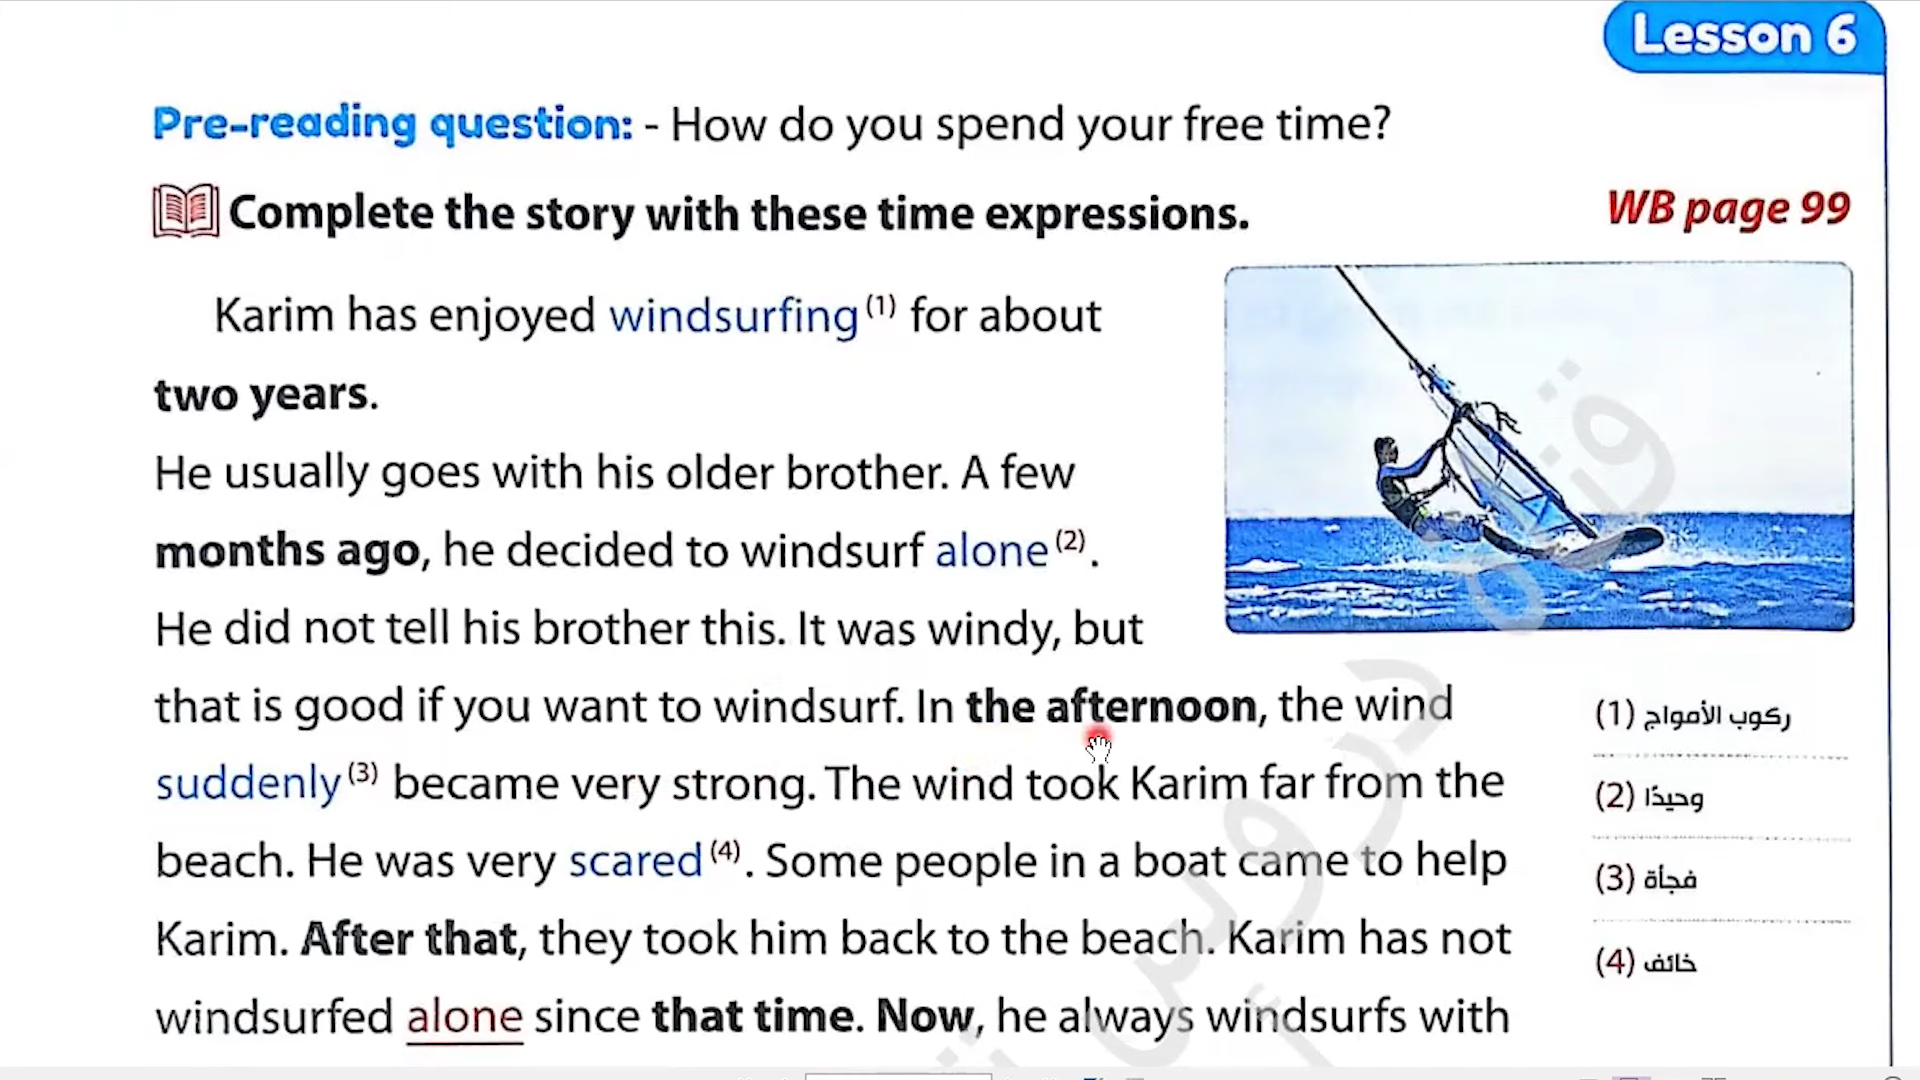 Lesson 6
Pre-reading question: - How do you spend your free time?
Complete the story with these time expressions.
WB page 99
Karim has enjoyed windsurfing (1) for about
two years.
He usually goes with his older brother. A few
months ago, he decided to windsurf alone (2).
He did not tell his brother this. It was windy, but
that is good if you want to windsurf. In the afternoon, the wind
suddenly (3) became very strong. The wind took Karim far from the
beach. He was very scared (4). Some people in a boat came to help
Karim. After that, they took him back to the beach. Karim has not
windsurfed alone since that time. Now, he always windsurfs with
(1) ركوب الأمواج
(2) وحيدًا
(3) فجأة
(4) خائف